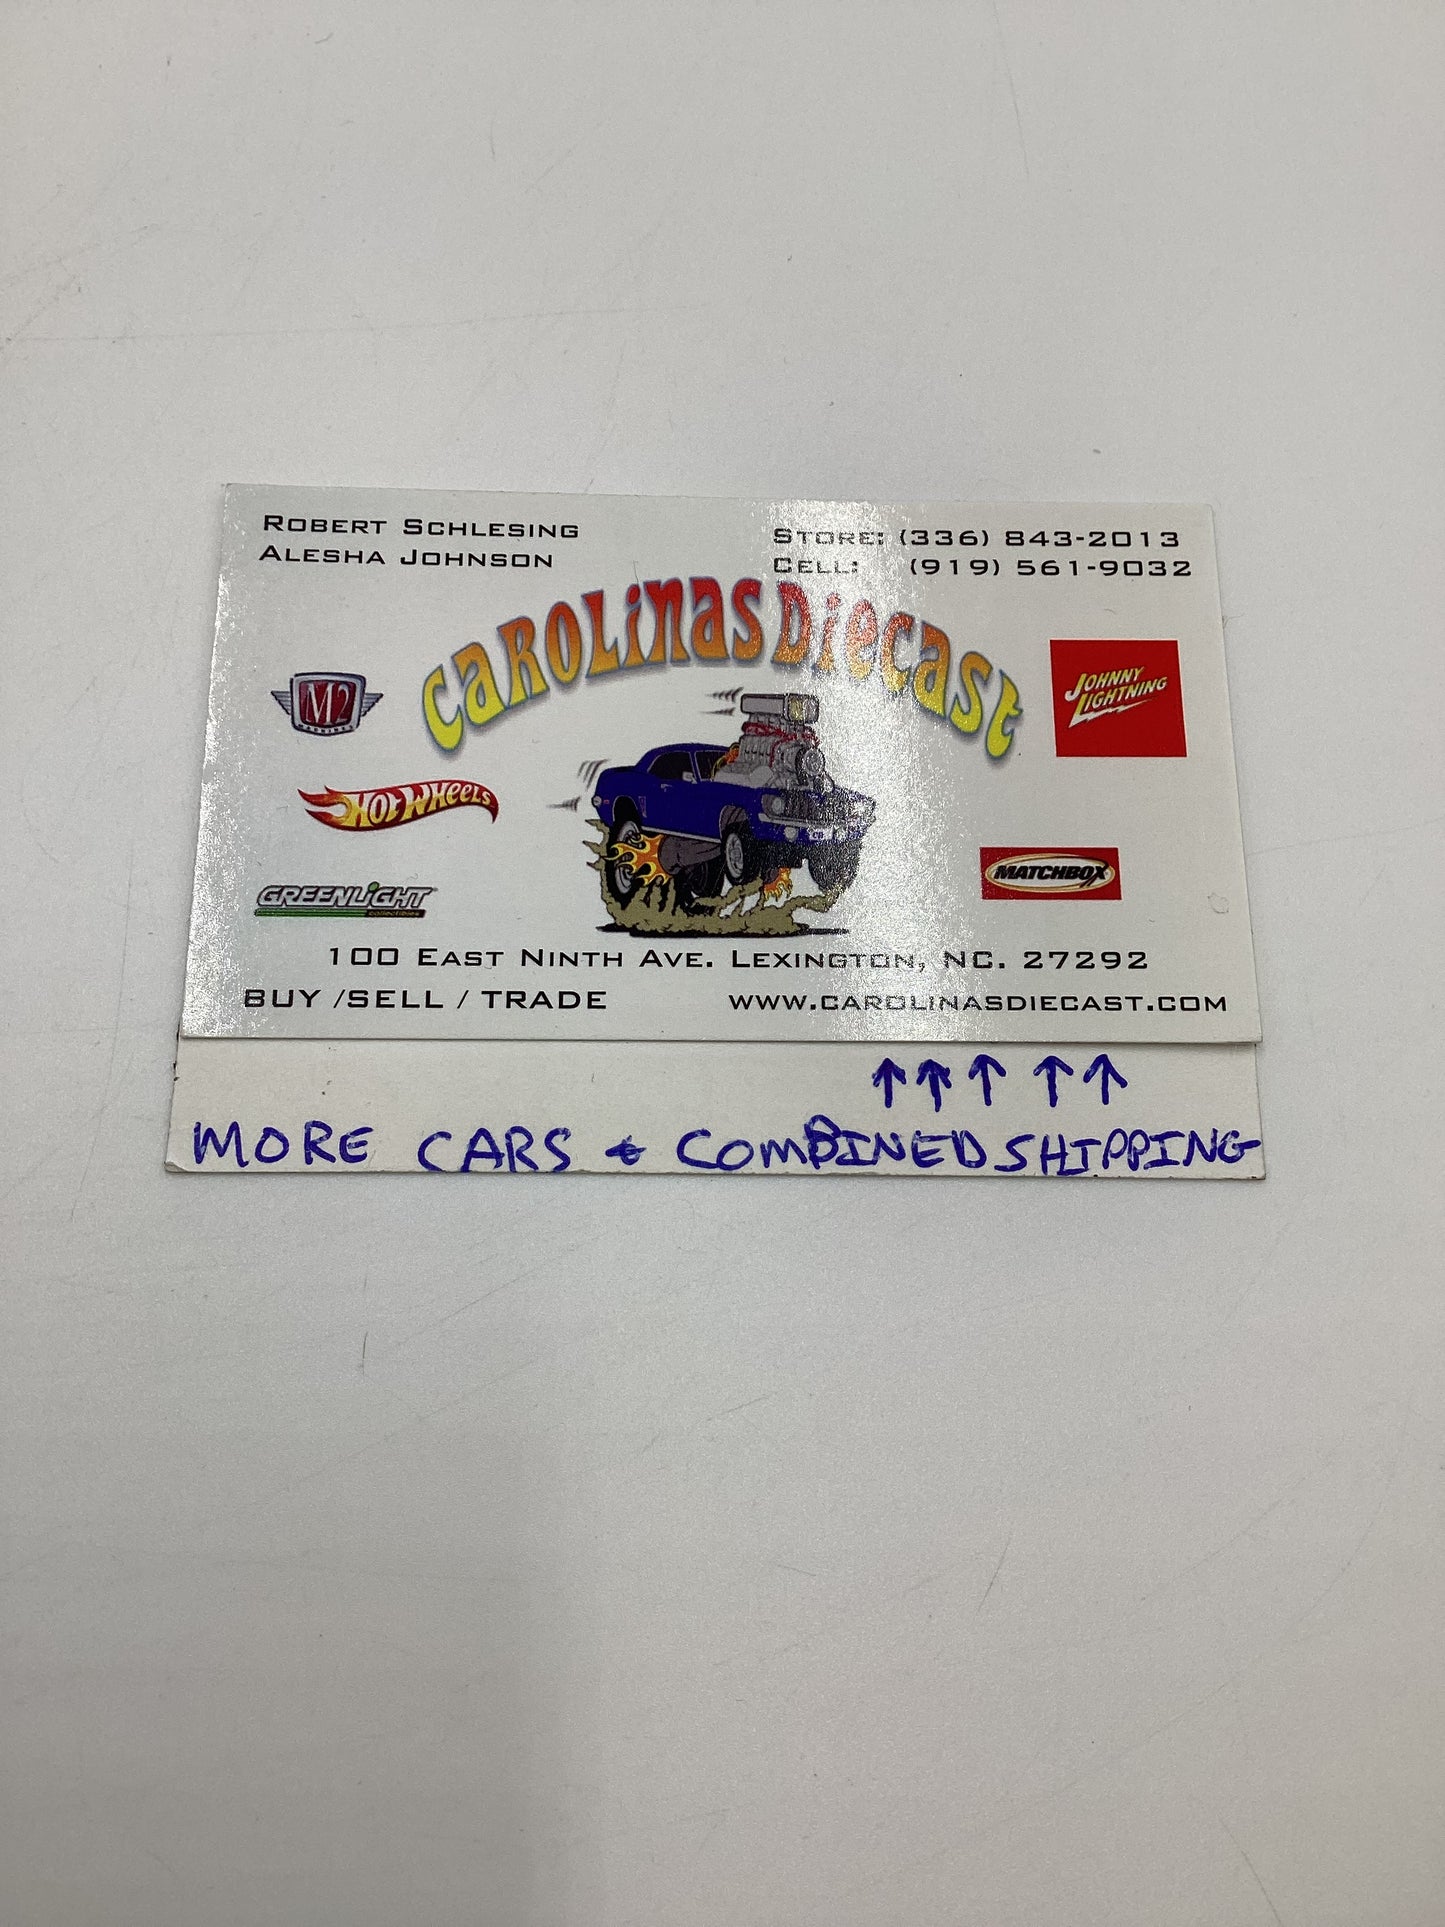 ROBERT SCHLESING
ALESHA JOHNSON
STORE: (336) 843-2013
CELL: (919) 561-9032
CAROLINAS DIECAST
M2
JOHNNY LIGHTNING
HOT WHEELS
MATCHBOX
GREENLIGHT
collectibles
CD
100 EAST NINTH AVE. LEXINGTON, NC. 27292
BUY /SELL / TRADE
WWW.CAROLINASDIECAST.COM
↑↑↑↑↑
MORE CARS & COMBINED SHIPPING